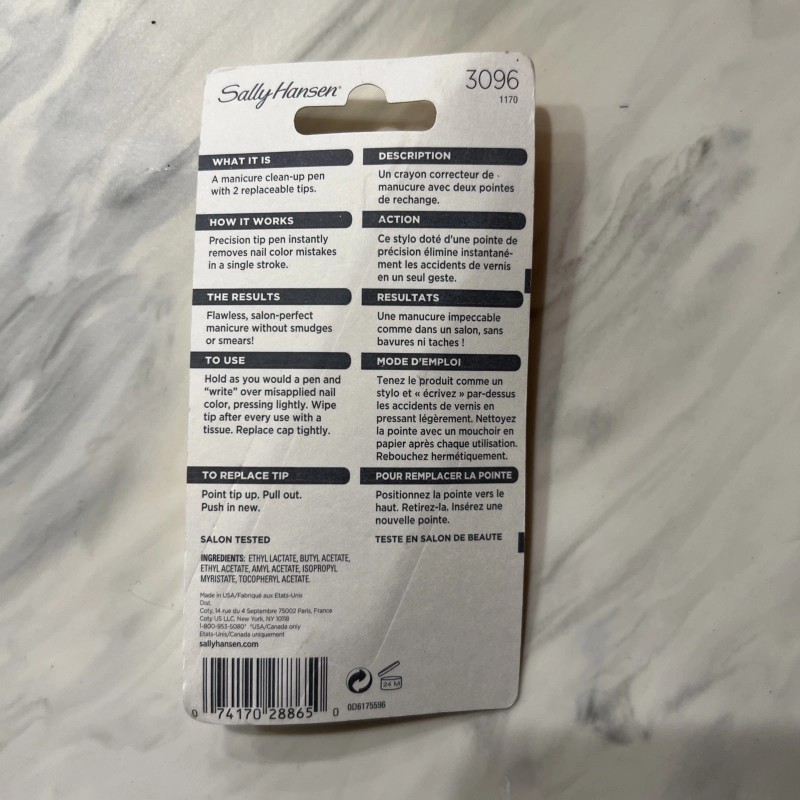 Sally Hansen®
3096
1170
WHAT IT IS
A manicure clean-up pen
with 2 replaceable tips.
HOW IT WORKS
Precision tip pen instantly
removes nail color mistakes
in a single stroke.
THE RESULTS
Flawless, salon-perfect
manicure without smudges
or smears!
TO USE
Hold as you would a pen and
"write" over misapplied nail
color, pressing lightly. Wipe
tip after every use with a
tissue. Replace cap tightly.
TO REPLACE TIP
Point tip up. Pull out.
Push in new.
SALON TESTED
DESCRIPTION
Un crayon correcteur de
manucure avec deux pointes
de rechange.
ACTION
Ce stylo doté d'une pointe de
précision élimine instantané-
ment les accidents de vernis
en un seul geste.
RESULTATS
Une manucure impeccable
comme dans un salon, sans
bavures ni taches !
MODE D'EMPLOI
Tenez le produit comme un
stylo et « écrivez » par-dessus
les accidents de vernis en
pressant légèrement. Nettoyez
la pointe avec un mouchoir en
papier après chaque utilisation.
Rebouchez hermétiquement.
POUR REMPLACER LA POINTE
Positionnez la pointe vers le
haut. Retirez-la. Insérez une
nouvelle pointe.
TESTE EN SALON DE BEAUTE
INGREDIENTS: ETHYL LACTATE, BUTYL ACETATE,
ETHYL ACETATE, AMYL ACETATE, ISOPROPYL
MYRISTATE, TOCOPHERYL ACETATE.
Made in USA/Fabriqué aux Etats-Unis
Dist.
Coty, 14 rue du 4 Septembre 75002 Paris, France
Coty US LLC, New York, NY 10118
1-800-953-5080* *USA/Canada only
Etats-Unis/Canada uniquement
sallyhansen.com
0 74170 28865 0
24 M
0D6175596